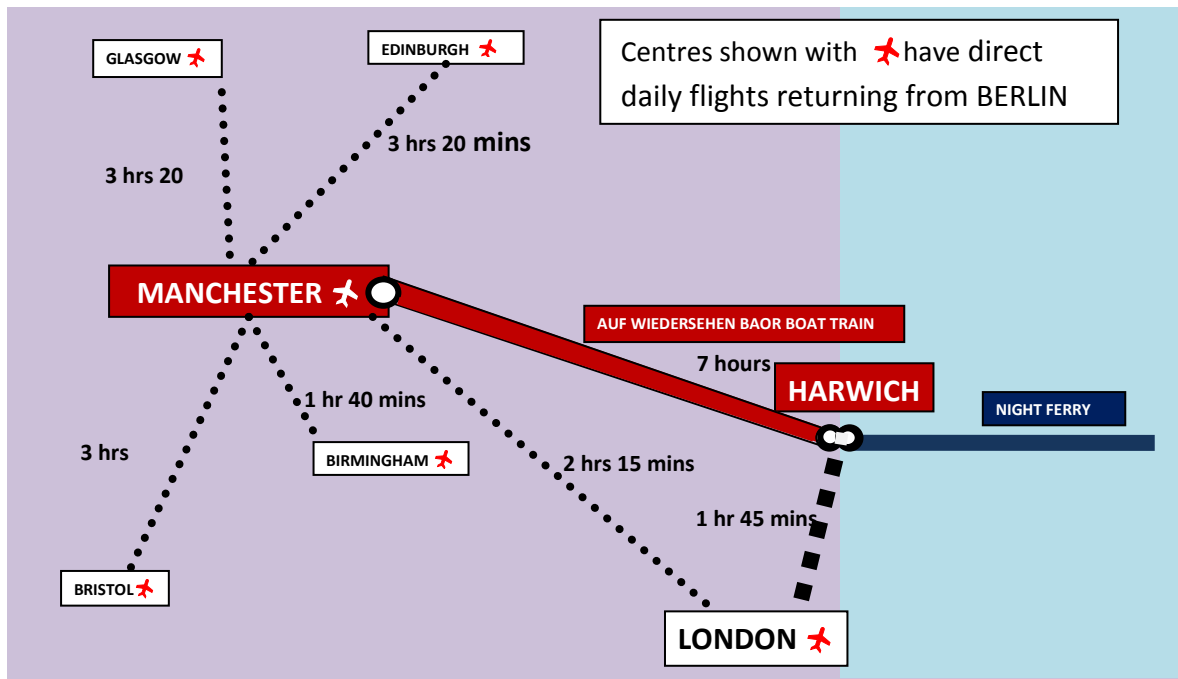 GLASGOW
EDINBURGH
Centres shown with have direct
daily flights returning from BERLIN
3 hrs 20 mins
3 hrs 20
MANCHESTER
AUF WIEDERSEHEN BAOR BOAT TRAIN
7 hours
HARWICH
1 hr 40 mins
NIGHT FERRY
3 hrs
BIRMINGHAM
2 hrs 15 mins
1 hr 45 mins
BRISTOL
LONDON